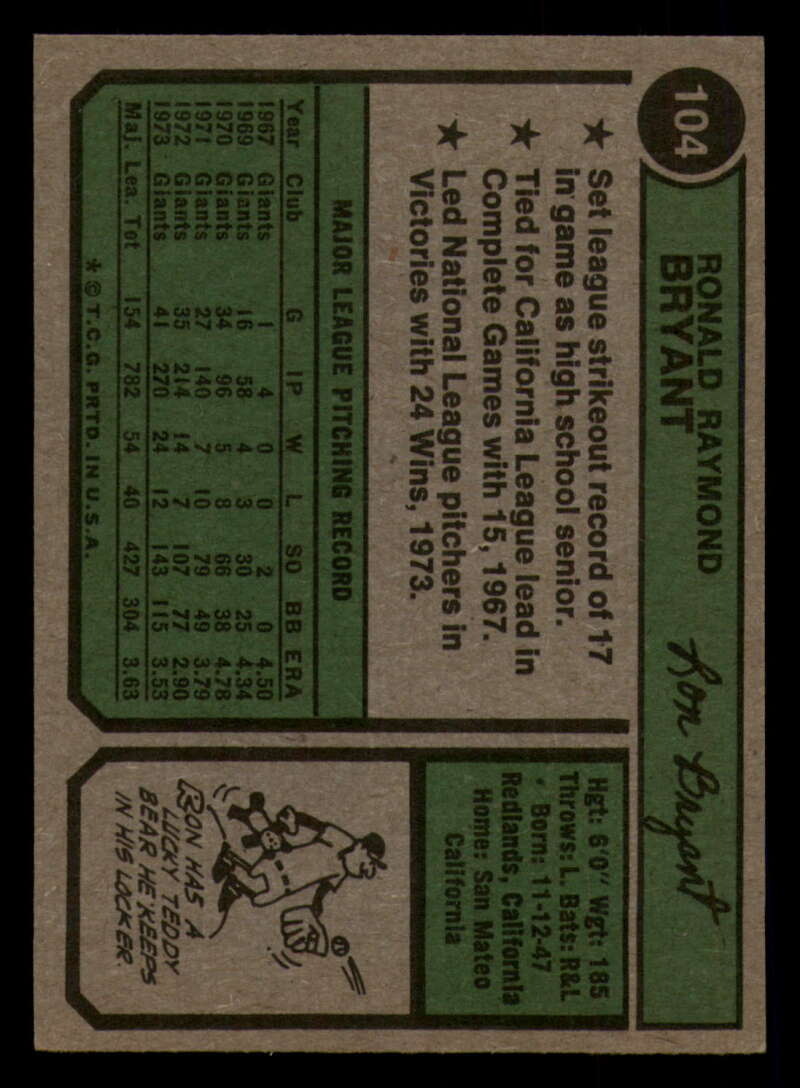 104
RONALD RAYMOND
BRYANT
Ron Bryant
★ Set league strikeout record of 17
in game as high school senior.
★ Tied for California League lead in
Complete Games with 15, 1967.
★ Led National League pitchers in
Victories with 24 Wins, 1973.
Hgt: 6'0" Wgt: 185
Throws: L. Bats: R&L
Born: 11-12-47
Redlands, California
Home: San Mateo
California
MAJOR LEAGUE PITCHING RECORD
Year Club G IP W L SO BB ERA
1967 Giants 1 4 0 0 2 0 4.50
1969 Giants 16 58 4 3 30 25 4.34
1970 Giants 34 96 5 8 66 38 4.78
1971 Giants 27 140 7 10 79 49 3.79
1972 Giants 35 214 14 7 107 77 2.90
1973 Giants 41 270 24 12 143 115 3.53
Maj. Lea. Tot 154 782 54 40 427 304 3.63
* © T.C.G. PRTD. IN U.S.A.
RON HAS A
LUCKY TEDDY
BEAR HE KEEPS
IN HIS LOCKER.